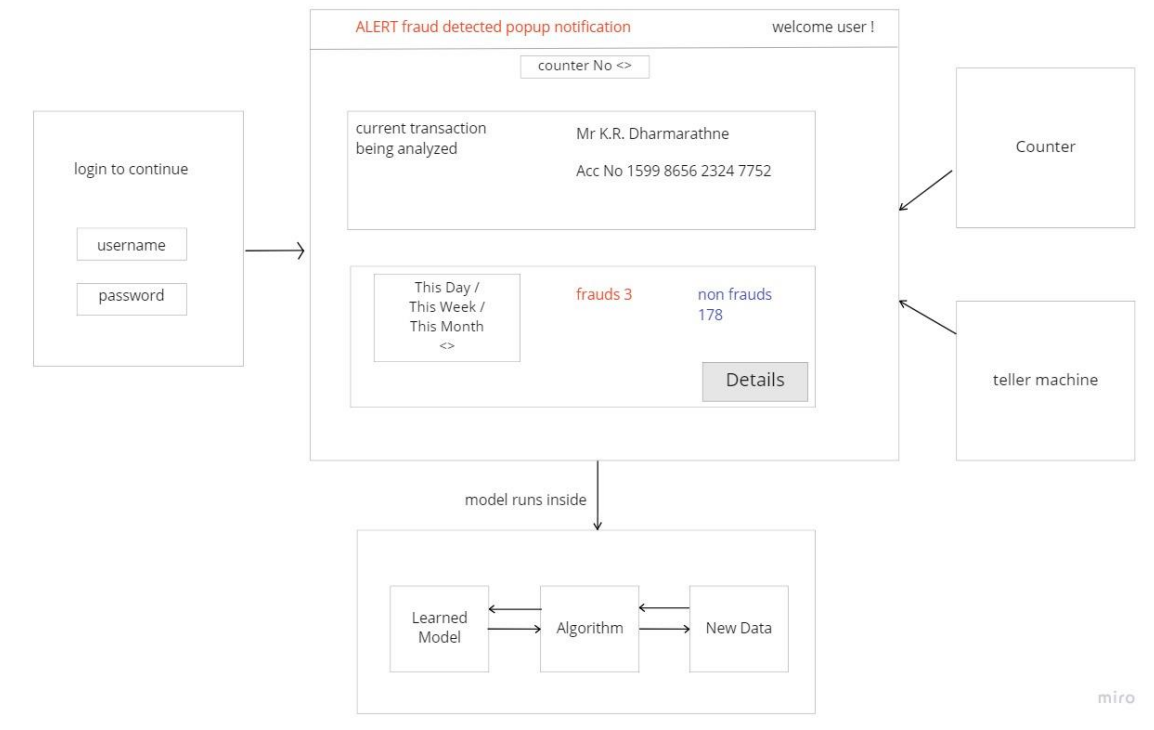 ALERT fraud detected popup notification
welcome user !
counter No <>
login to continue
username
password
current transaction
being analyzed
Mr K.R. Dharmarathne
Acc No 1599 8656 2324 7752
This Day /
This Week /
This Month
<>
frauds 3
non frauds
178
Details
Counter
teller machine
model runs inside
Learned
Model
Algorithm
New Data
miro